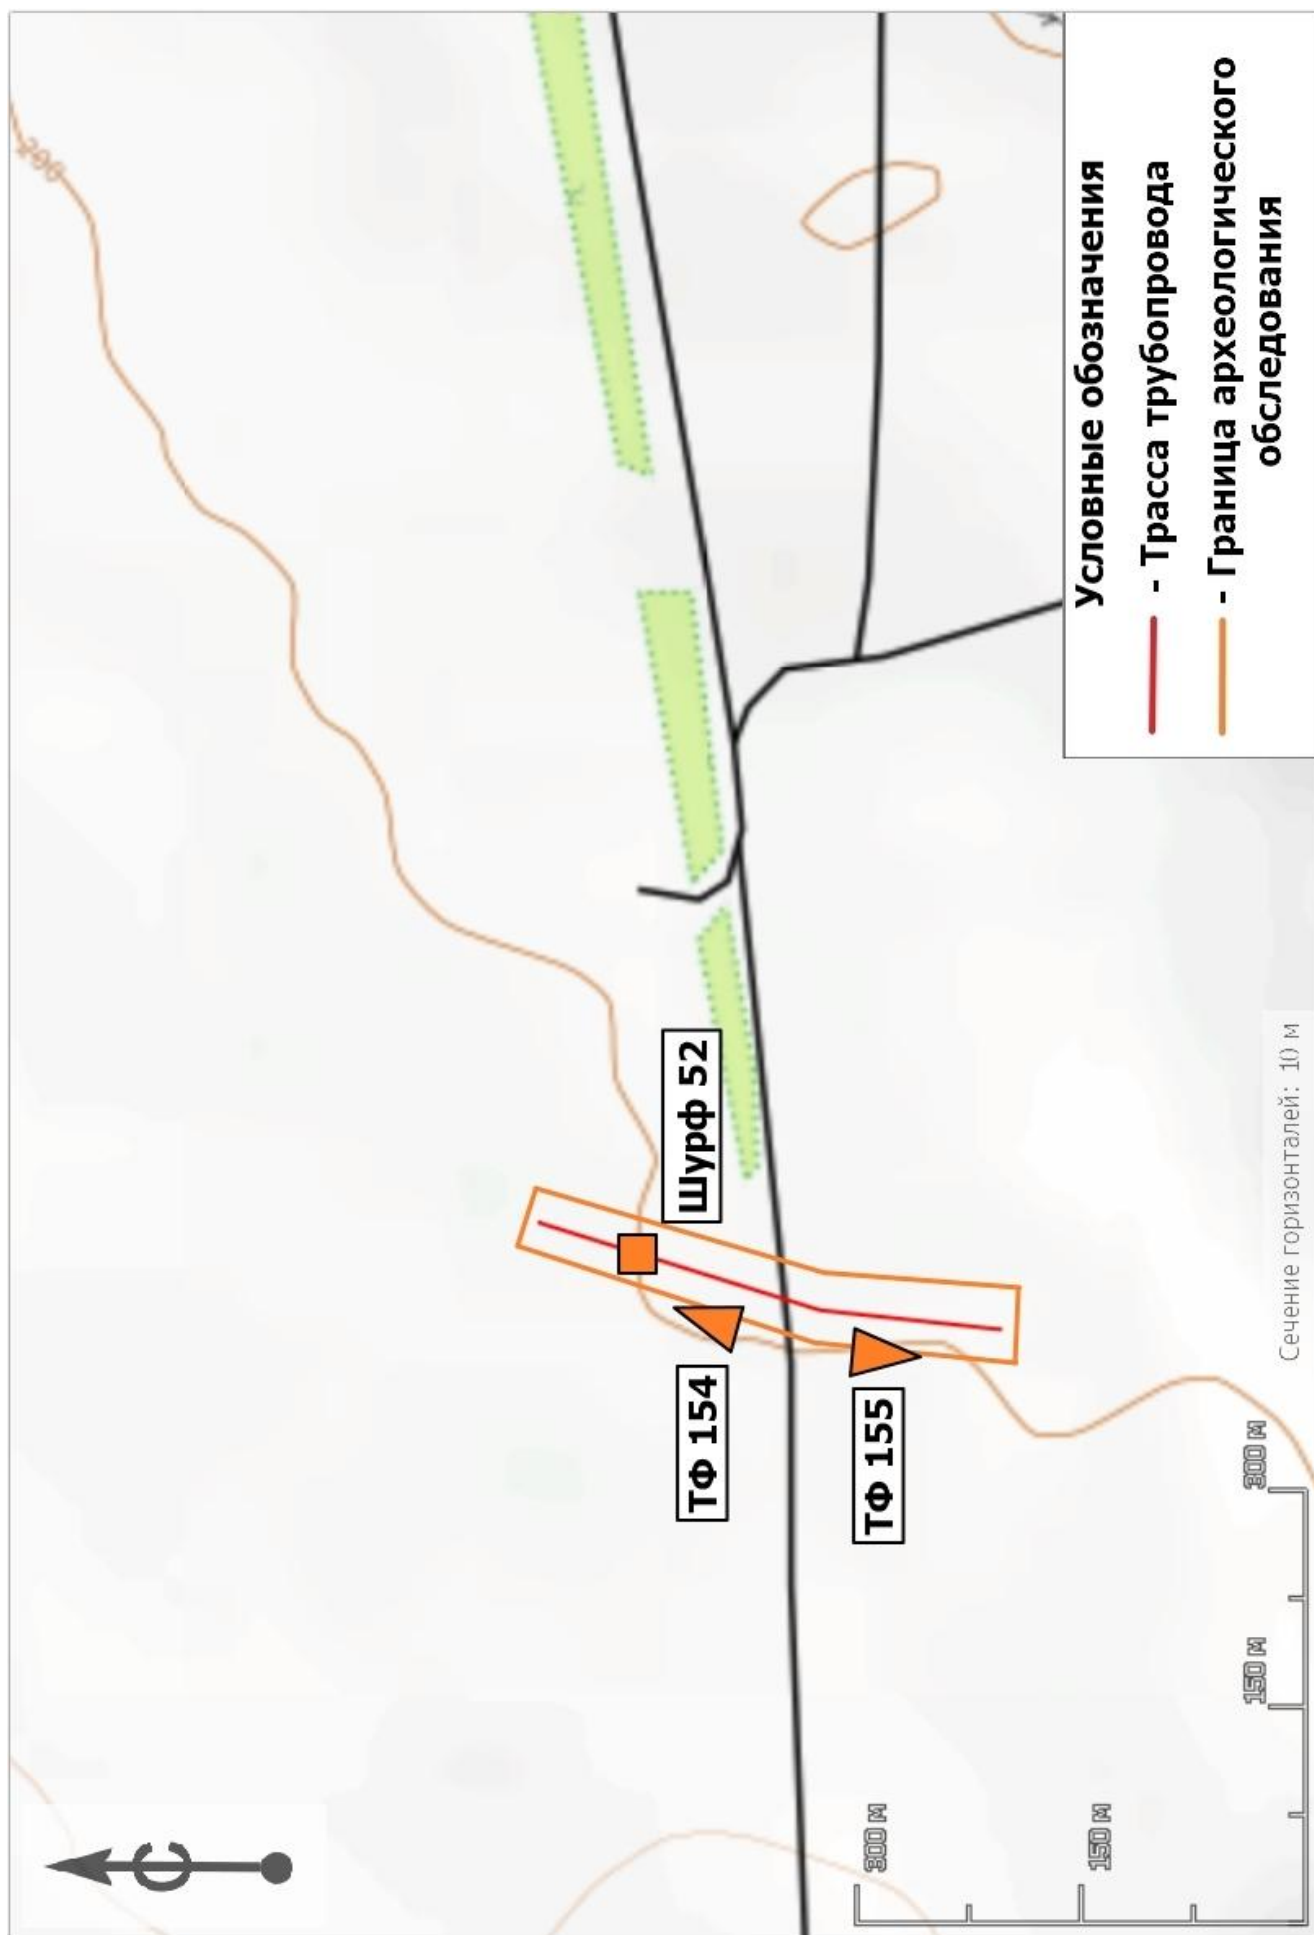 200
С
Шурф 52
ТФ 154
ТФ 155
300 м
150 м
150 м
300 м
Сечение горизонталей: 10 м
Условные обозначения
- Трасса трубопровода
- Граница археологического
обследования